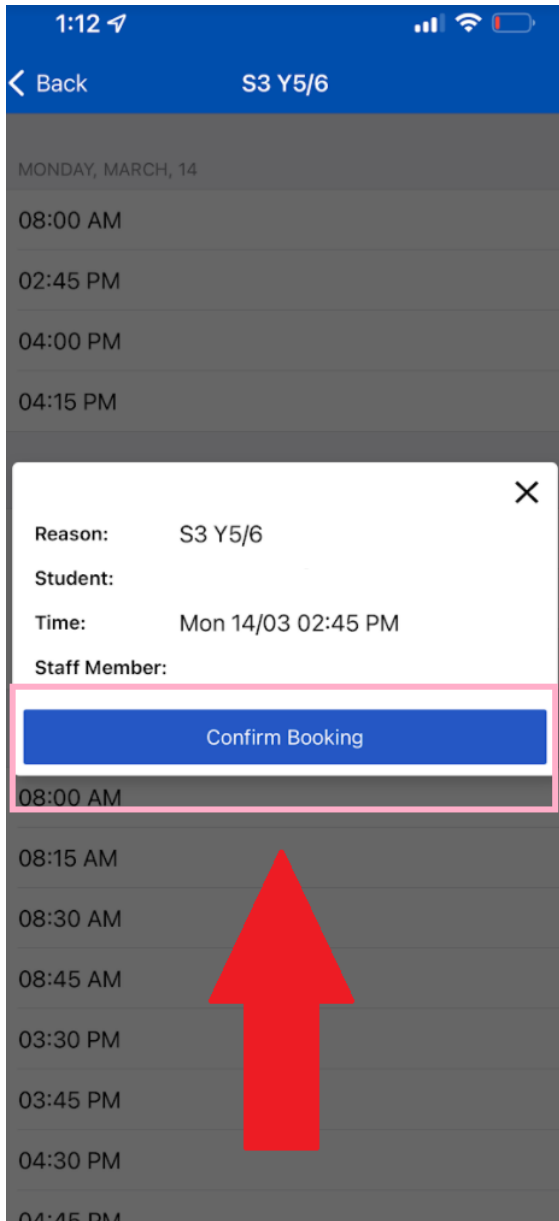 1:12
Back S3 Y5/6
MONDAY, MARCH, 14
08:00 AM
02:45 PM
04:00 PM
04:15 PM
Reason: S3 Y5/6
Student:
Time: Mon 14/03 02:45 PM
Staff Member:
Confirm Booking
08:00 AM
08:15 AM
08:30 AM
08:45 AM
03:30 PM
03:45 PM
04:30 PM
04:45 PM